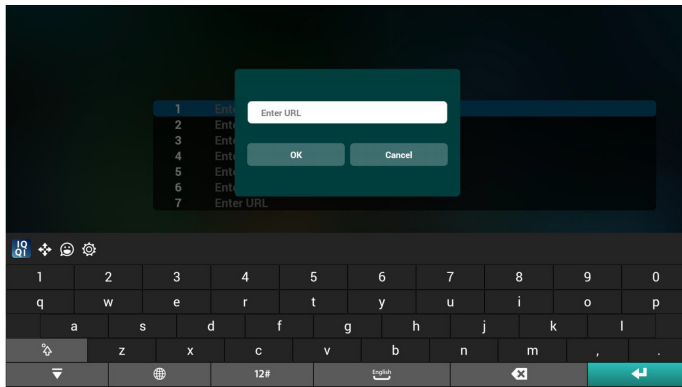 Enter URL
1 Ente
2 Ente
3 Ente
4 Ente
5 Ente
6 Ente
7 Enter URL
OK Cancel
IQQI
1 2 3 4 5 6 7 8 9 0
q w e r t y u i o p
a s d f g h j k l
z x c v b n m , .
12# English